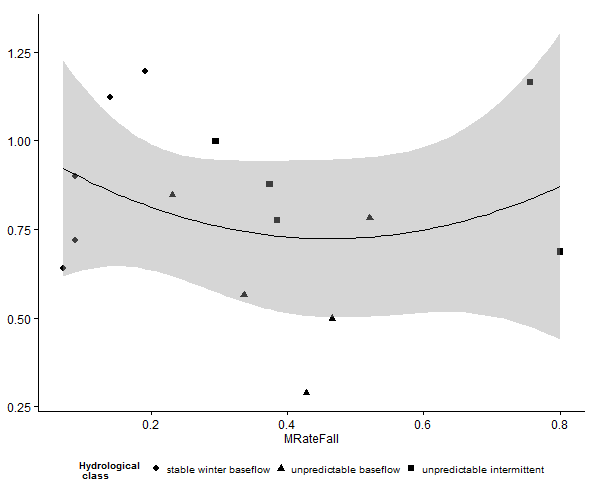 1.25
1.00
0.75
0.50
0.25
0.2 0.4 0.6 0.8
MRateFall
Hydrological
class
stable winter baseflow unpredictable baseflow unpredictable intermittent